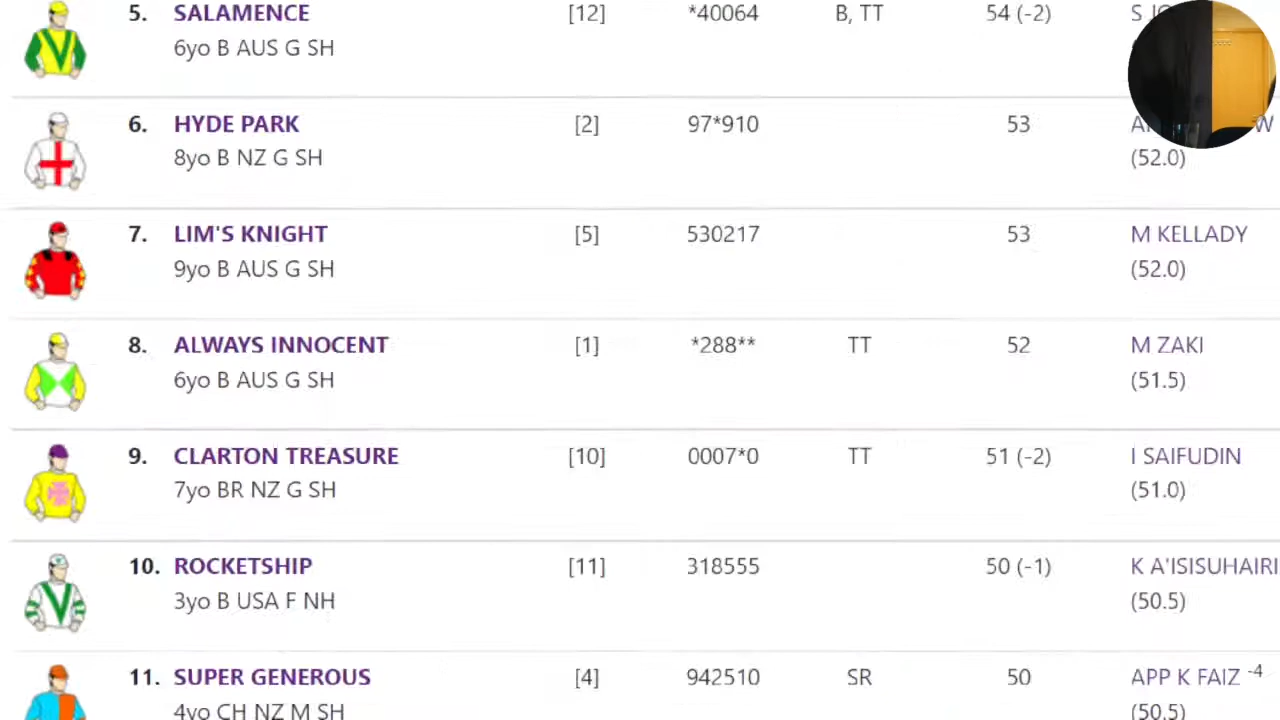 5. SALAMENCE [12] *40064 B, TT 54 (-2)
6yo B AUS G SH
6. HYDE PARK [2] 97*910 53
8yo B NZ G SH (52.0)
7. LIM'S KNIGHT [5] 530217 53 M KELLADY
9yo B AUS G SH (52.0)
8. ALWAYS INNOCENT [1] *288** TT 52 M ZAKI
6yo B AUS G SH (51.5)
9. CLARTON TREASURE [10] 0007*0 TT 51 (-2) I SAIFUDIN
7yo BR NZ G SH (51.0)
10. ROCKETSHIP [11] 318555 50 (-1) K A'ISISUHAIRI
3yo B USA F NH (50.5)
11. SUPER GENEROUS [4] 942510 SR 50 APP K FAIZ -4
4yo CH NZ M SH (50.5)